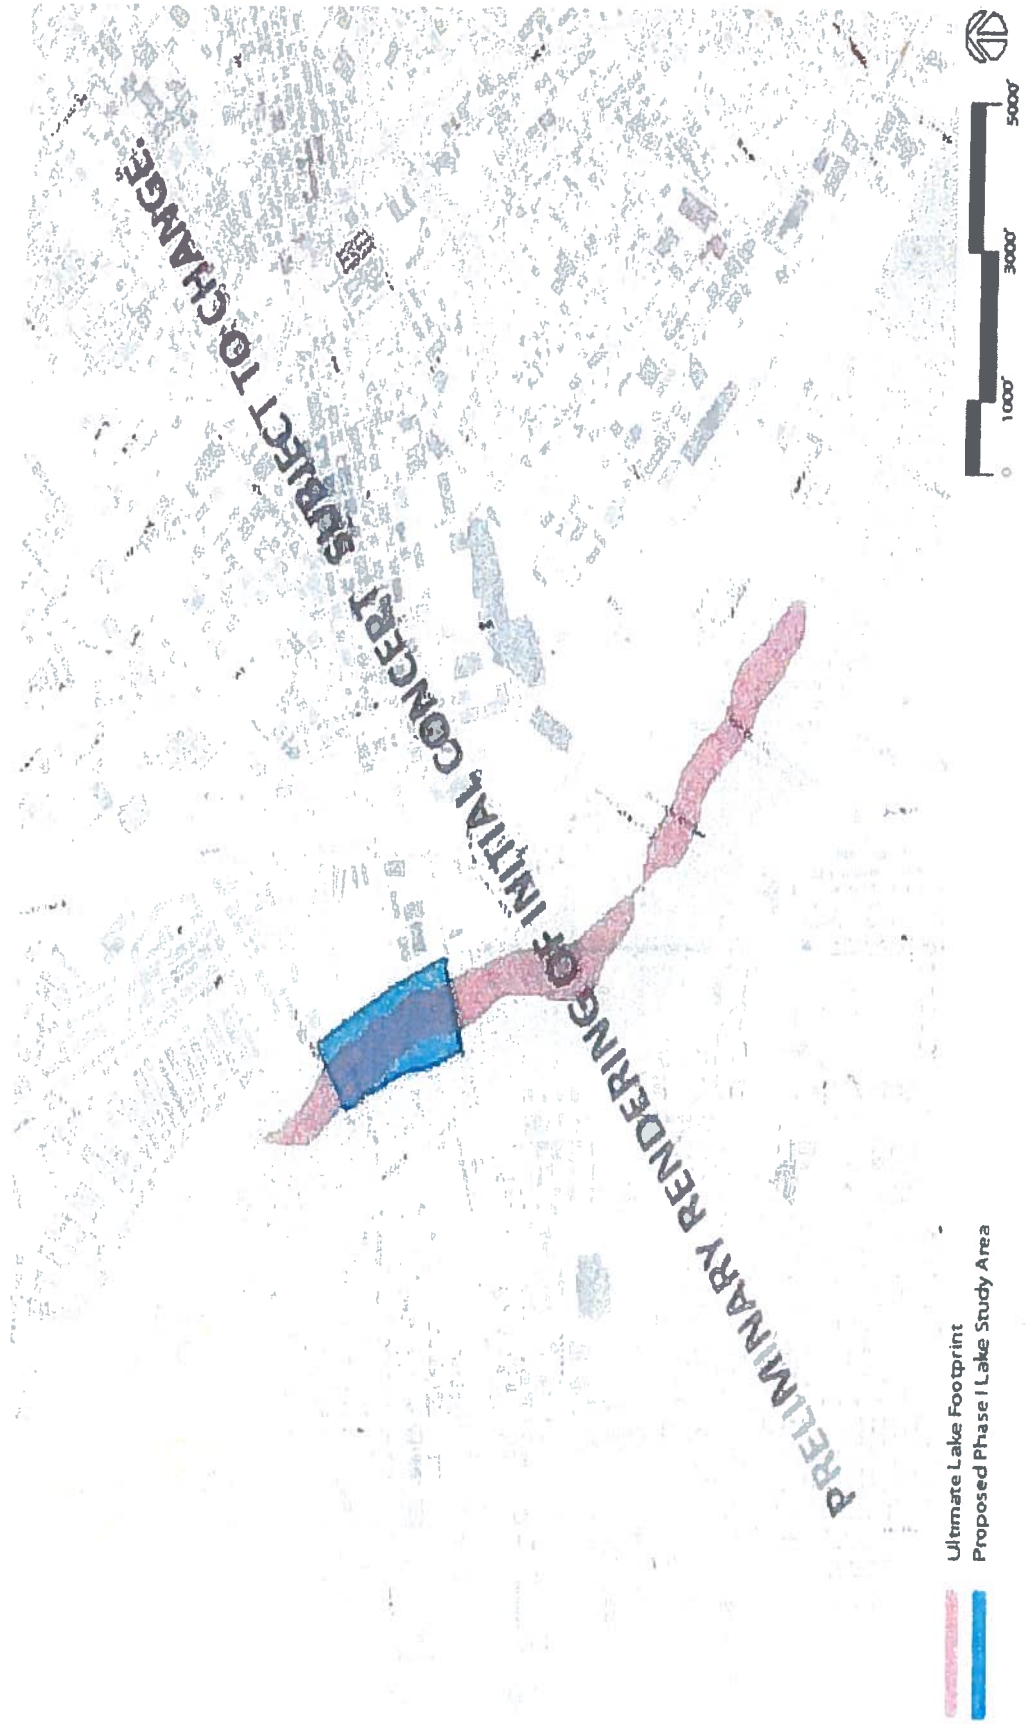 PRELIMINARY RENDERING OF INITIAL CONCERT SUBJECT TO CHANGE.
Ultimate Lake Footprint
Proposed Phase I Lake Study Area
0 1000' 3000' 5000'